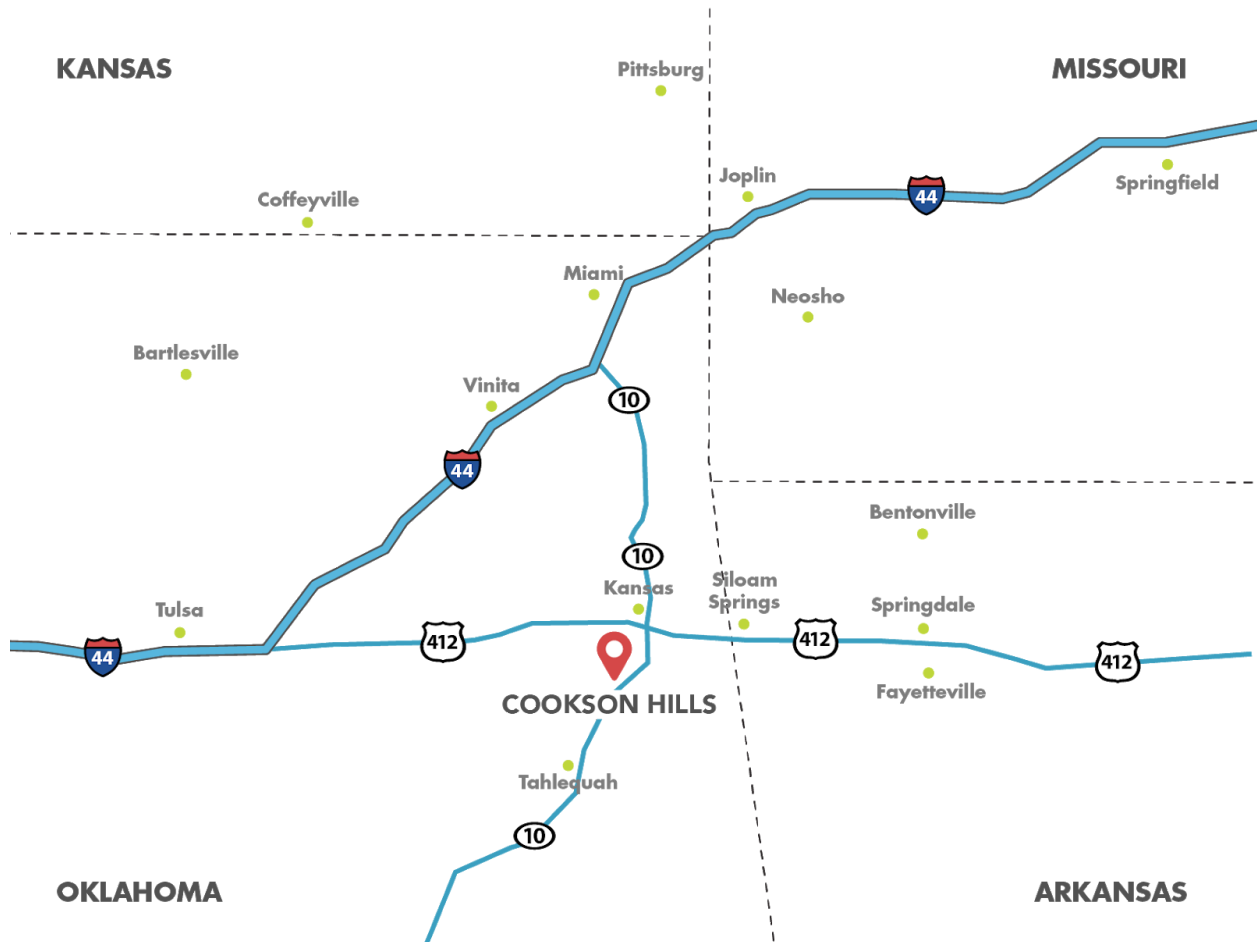 KANSAS
Pittsburg
MISSOURI
Joplin
Springfield
44
Coffeyville
Miami
Neosho
Bartlesville
Vinita
10
44
Bentonville
10
Kansas
Siloam
Springs
Springdale
Tulsa
412
412
44
412
Fayetteville
COOKSON HILLS
Tahlequah
10
OKLAHOMA
ARKANSAS